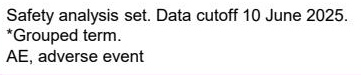 Safety analysis set. Data cutoff 10 June 2025.
*Grouped term.
AE, adverse event